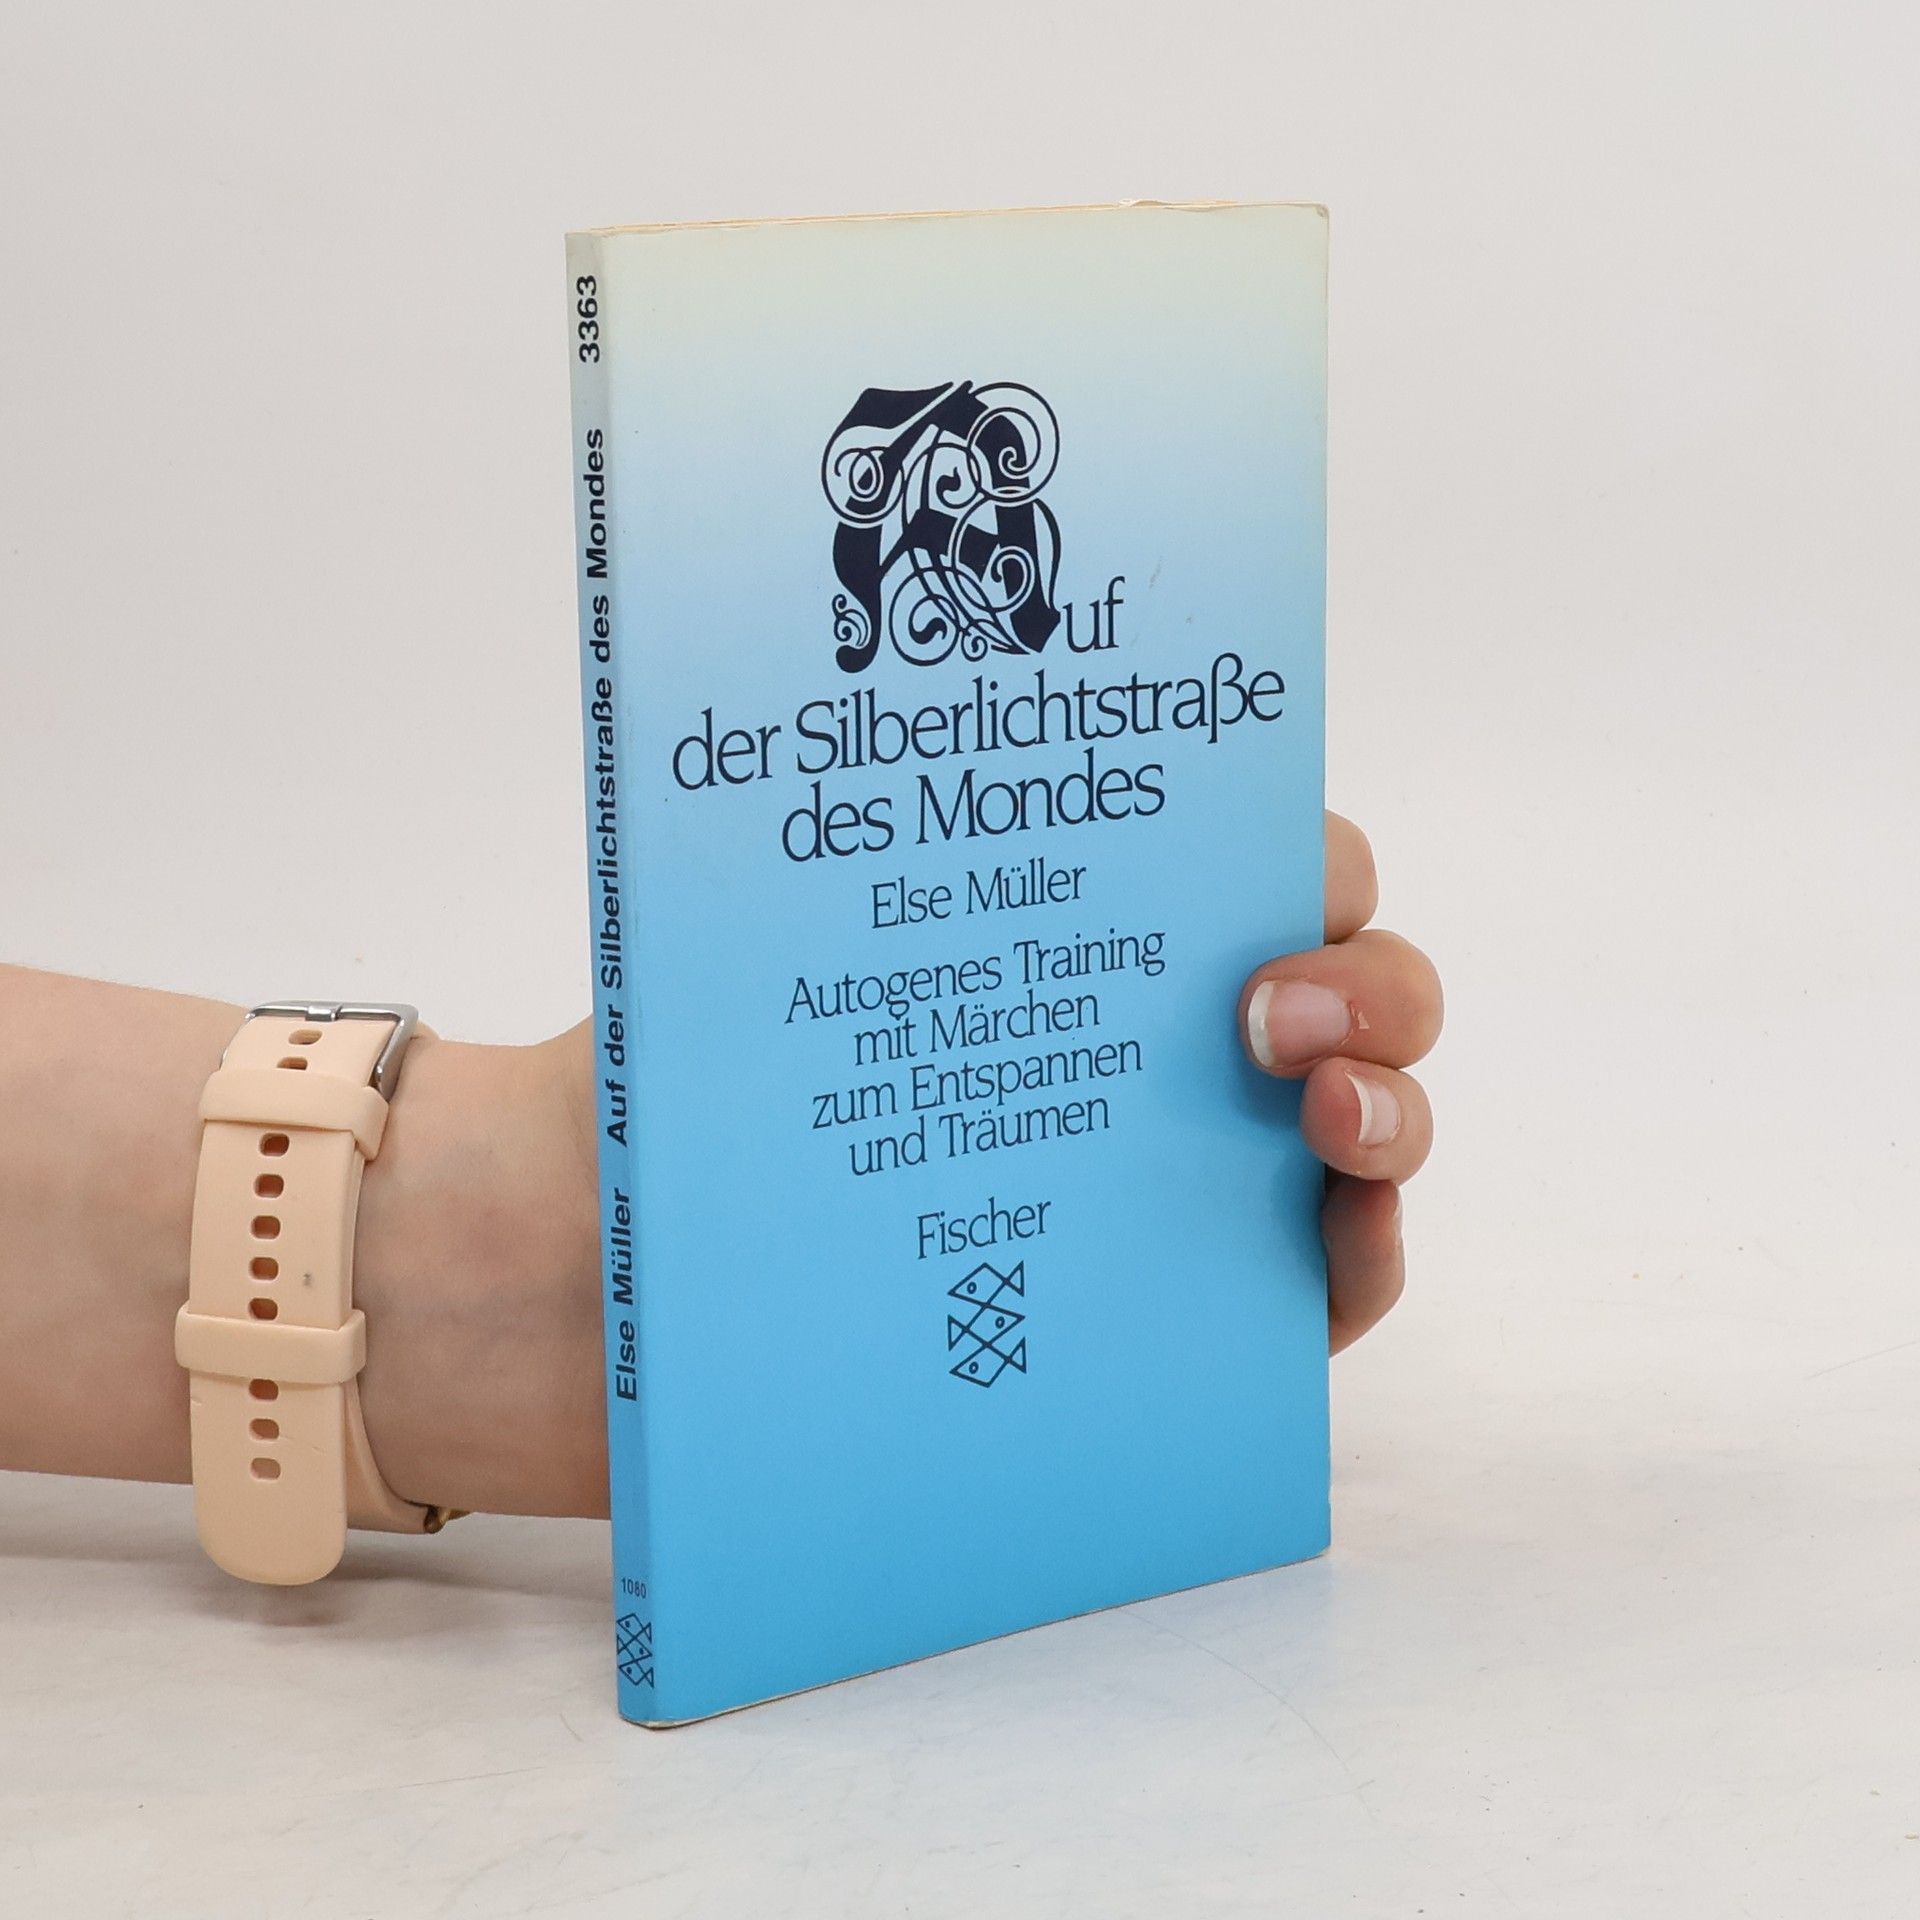 Auf
der Silberlichtstraße
des Mondes
Else Müller
Autogenes Training
mit Märchen
zum Entspannen
und Träumen
Fischer
Else Müller Auf der Silberlichtstraße des Mondes 3363
1080